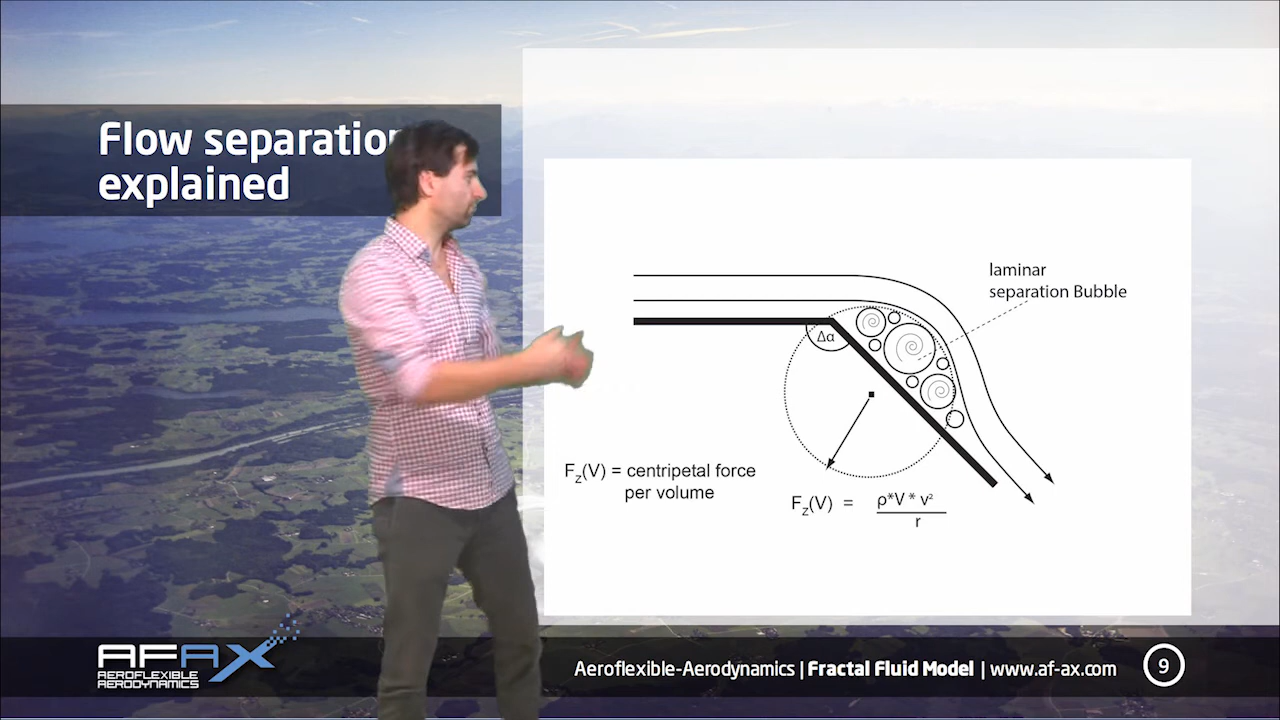 Flow separation
explained
laminar
separation Bubble
Δα
F_Z(V) = centripetal force
per volume
F_Z(V) = ρ*V * v²
r
AFAX
AEROFLEXIBLE
AERODYNAMICS
Aeroflexible-Aerodynamics | Fractal Fluid Model | www.af-ax.com
9